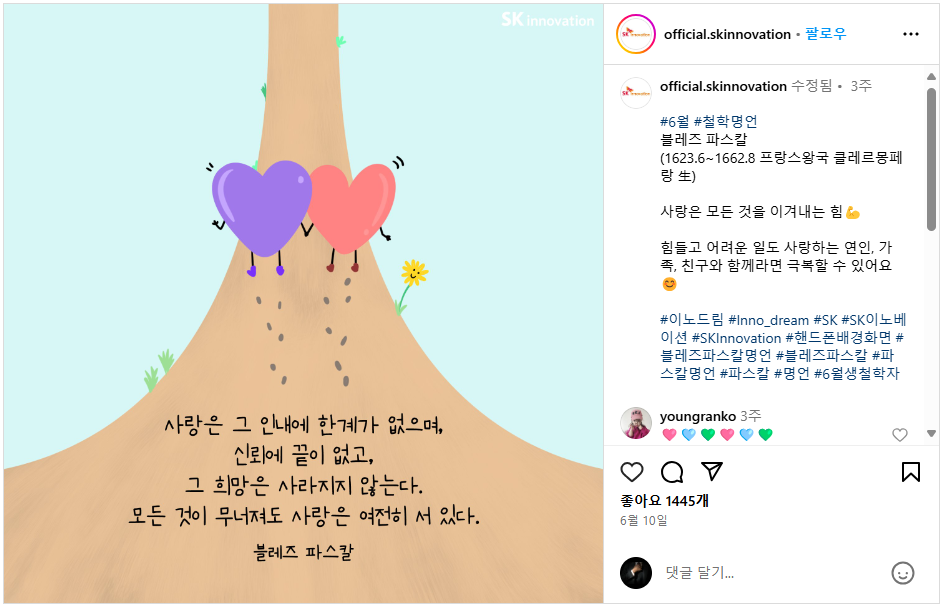 SK innovation
사랑은 그 인내에 한계가 없으며,
신뢰에 끝이 없고,
그 희망은 사라지지 않는다.
모든 것이 무너져도 사랑은 여전히 서 있다.
블레즈 파스칼
official.skinnovation • 팔로우
official.skinnovation 수정됨 • 3주
#6월 #철학명언
블레즈 파스칼
(1623.6~1662.8 프랑스왕국 클레르몽페
랑 生)
사랑은 모든 것을 이겨내는 힘💪
힘들고 어려운 일도 사랑하는 연인, 가
족, 친구와 함께라면 극복할 수 있어요
😊
#이노드림 #Inno_dream #SK #SK이노베
이션 #SKInnovation #핸드폰배경화면 #
블레즈파스칼명언 #블레즈파스칼 #파
스칼명언 #파스칼 #명언 #6월생철학자
youngranko 3주
🩷🩵💚🩷🩵💚
좋아요 1445개
6월 10일
댓글 달기...